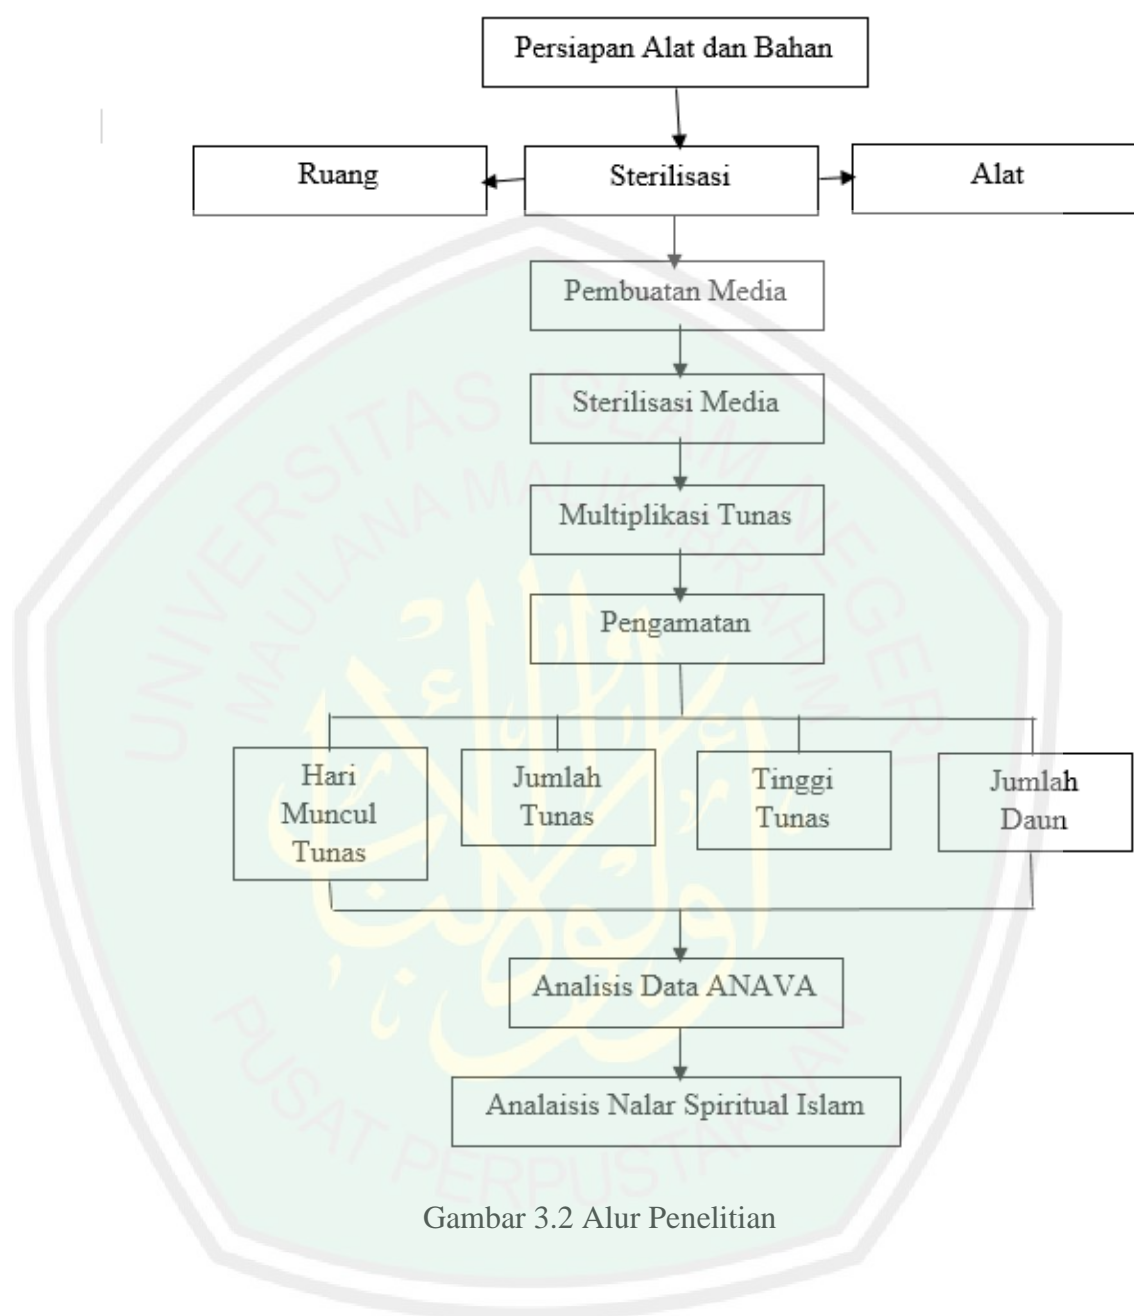 Persiapan Alat dan Bahan
Ruang
Sterilisasi
Alat
Pembuatan Media
Sterilisasi Media
Multiplikasi Tunas
Pengamatan
Hari
Muncul
Tunas
Jumlah
Tunas
Tinggi
Tunas
Jumlah
Daun
Analisis Data ANAVA
Analaisis Nalar Spiritual Islam
Gambar 3.2 Alur Penelitian
UNIVERSITAS ISLAM NEGERI
MAULANA MALIK IBRAHIM
PUSAT PERPUSTAKAAN